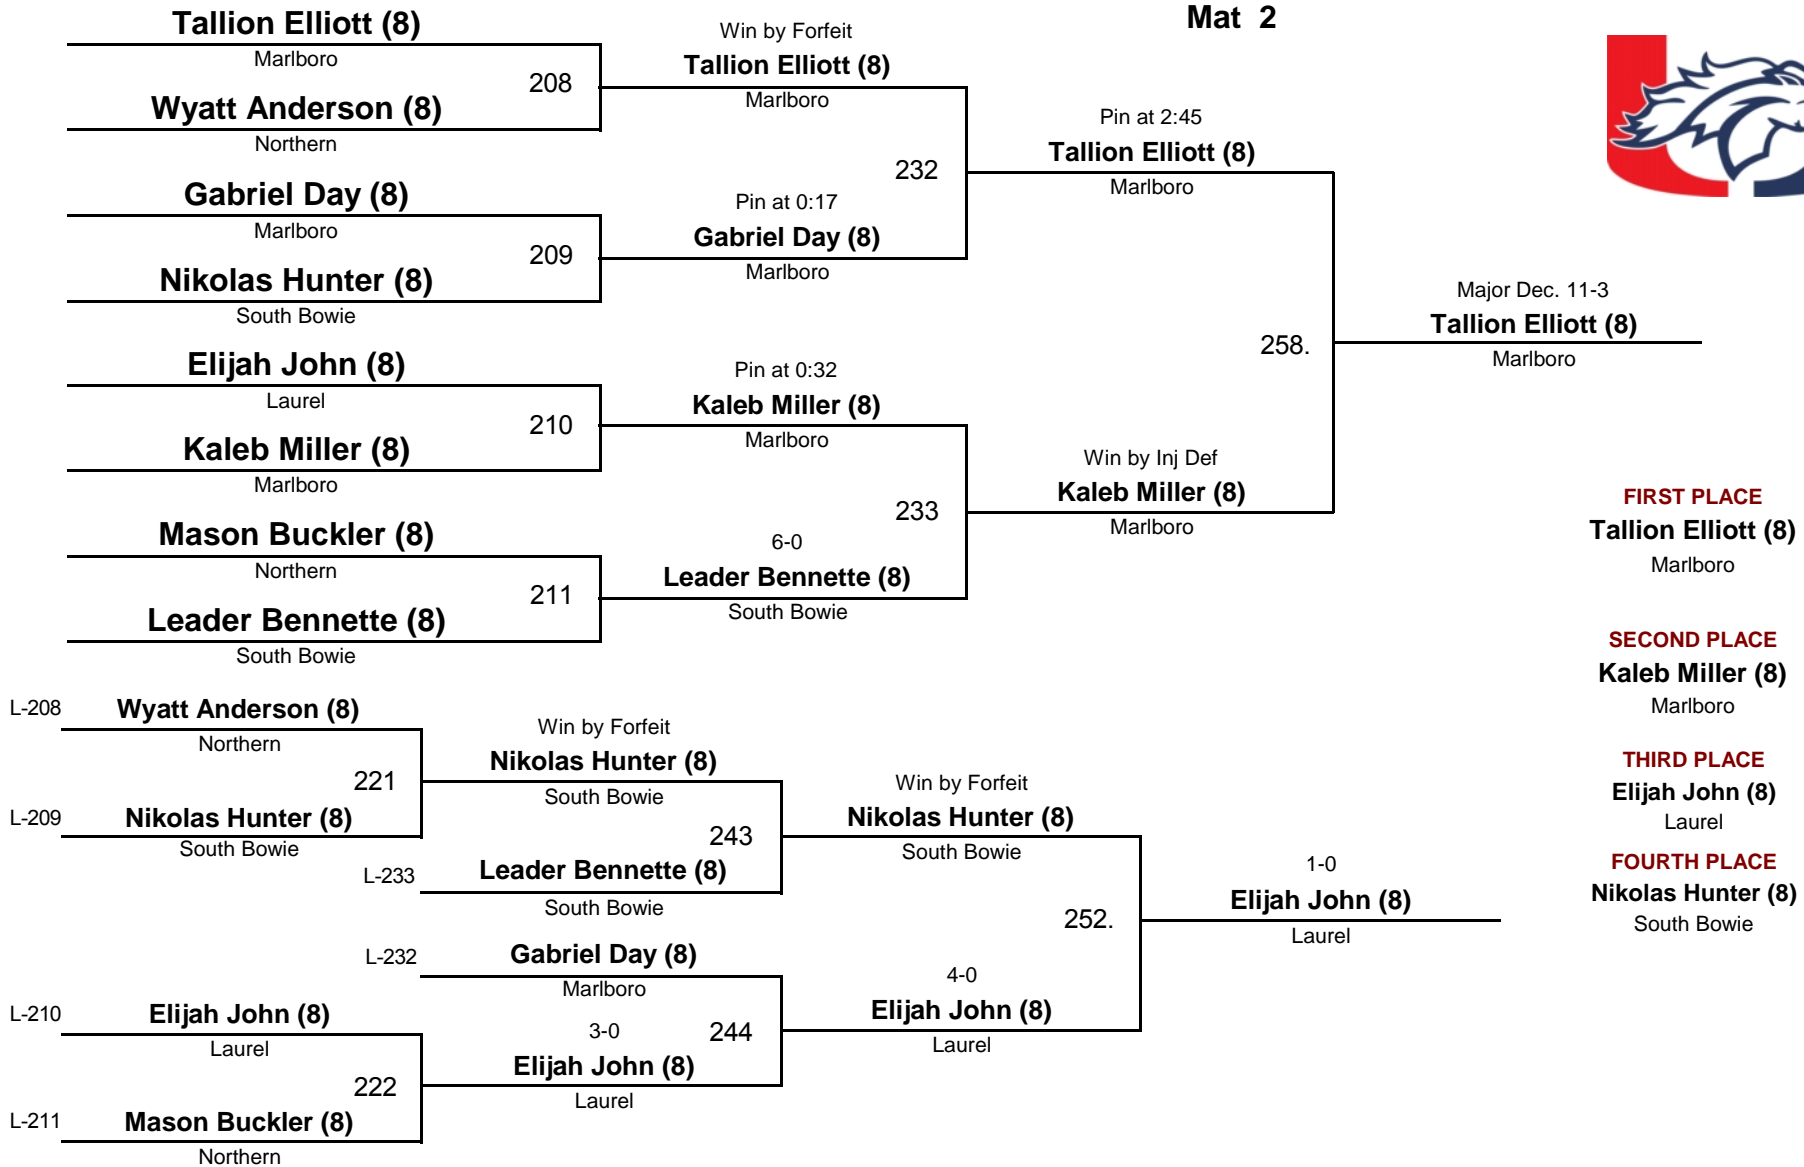 Mat 2
Tallion Elliott (8)
Marlboro
208
Wyatt Anderson (8)
Northern
Gabriel Day (8)
Marlboro
209
Nikolas Hunter (8)
South Bowie
Elijah John (8)
Laurel
210
Kaleb Miller (8)
Marlboro
Mason Buckler (8)
Northern
211
Leader Bennette (8)
South Bowie
Win by Forfeit
Tallion Elliott (8)
Marlboro
232
Pin at 0:17
Gabriel Day (8)
Marlboro
Pin at 0:32
Kaleb Miller (8)
Marlboro
233
6-0
Leader Bennette (8)
South Bowie
Pin at 2:45
Tallion Elliott (8)
Marlboro
258.
Win by Inj Def
Kaleb Miller (8)
Marlboro
Major Dec. 11-3
Tallion Elliott (8)
Marlboro
FIRST PLACE
Tallion Elliott (8)
Marlboro
SECOND PLACE
Kaleb Miller (8)
Marlboro
THIRD PLACE
Elijah John (8)
Laurel
FOURTH PLACE
Nikolas Hunter (8)
South Bowie
L-208
Wyatt Anderson (8)
Northern
221
L-209
Nikolas Hunter (8)
South Bowie
Win by Forfeit
Nikolas Hunter (8)
South Bowie
243
L-233
Leader Bennette (8)
South Bowie
L-232
Gabriel Day (8)
Marlboro
244
3-0
Elijah John (8)
Laurel
L-210
Elijah John (8)
Laurel
222
L-211
Mason Buckler (8)
Northern
Win by Forfeit
Nikolas Hunter (8)
South Bowie
252.
4-0
Elijah John (8)
Laurel
1-0
Elijah John (8)
Laurel